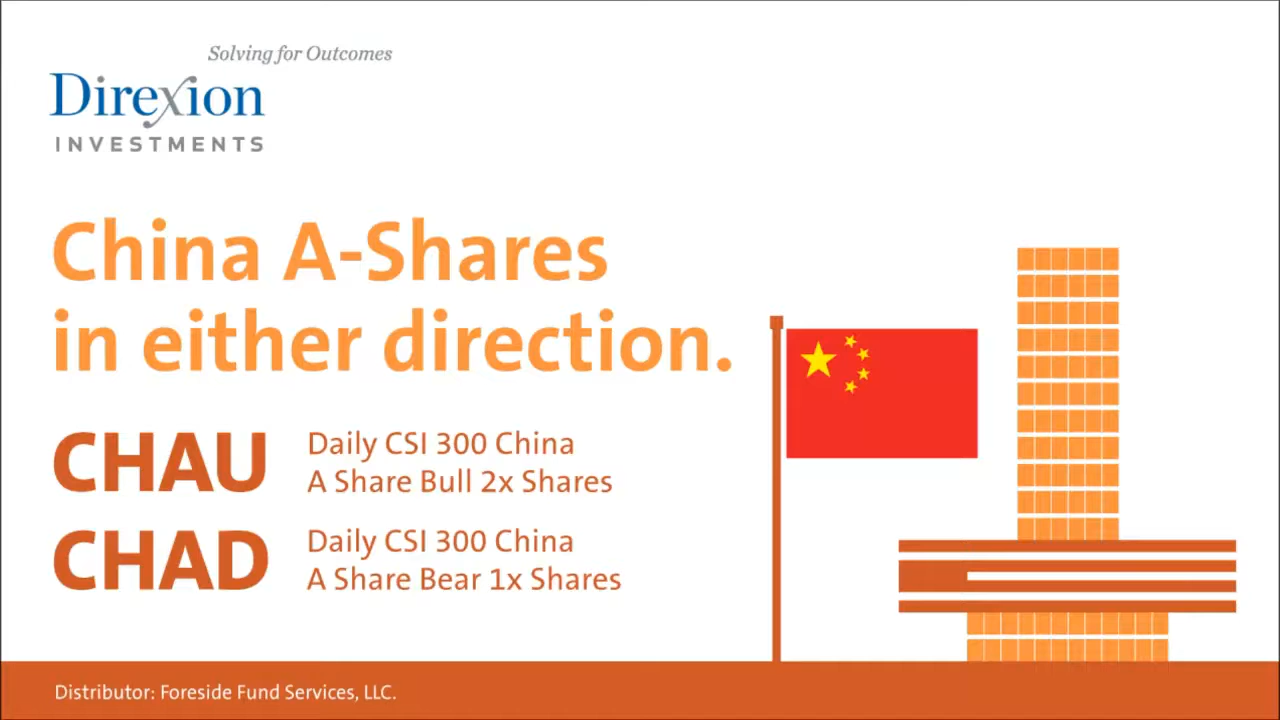 Solving for Outcomes
Direxion
INVESTMENTS
China A-Shares
in either direction.
CHAU
Daily CSI 300 China
A Share Bull 2x Shares
CHAD
Daily CSI 300 China
A Share Bear 1x Shares
Distributor: Foreside Fund Services, LLC.